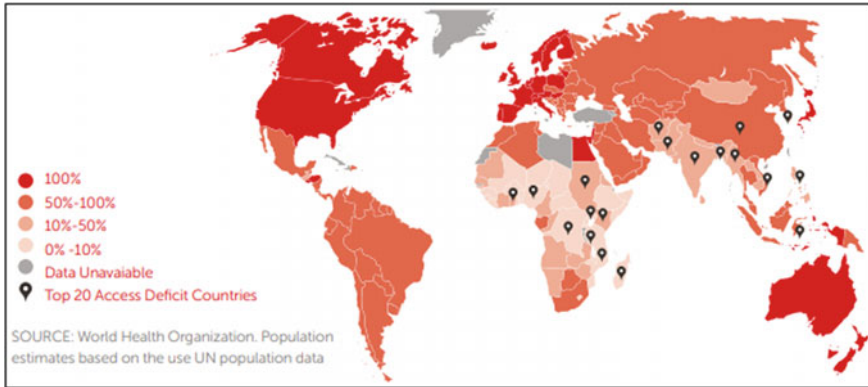 100%
50%-100%
10%-50%
0% -10%
Data Unavaiable
Top 20 Access Deficit Countries
SOURCE: World Health Organization. Population
estimates based on the use UN population data